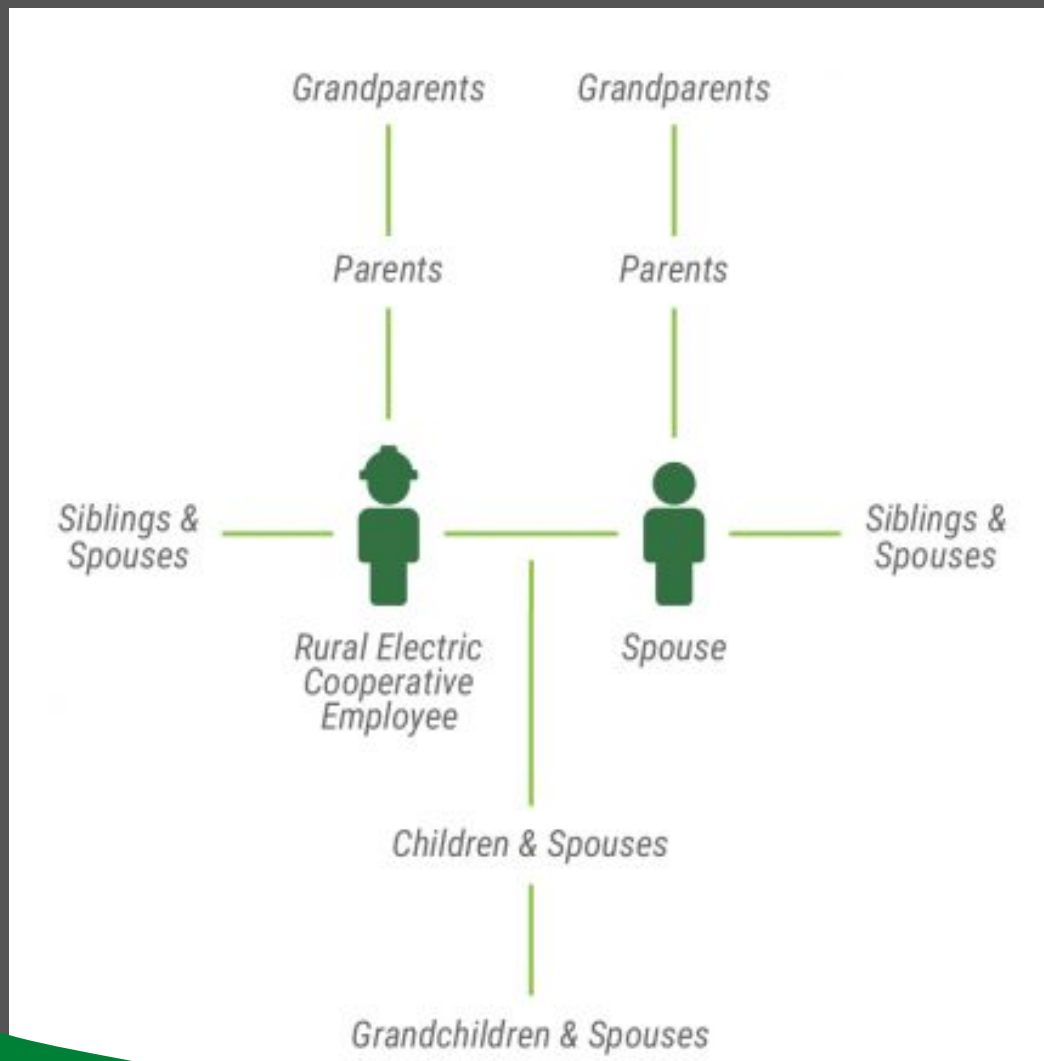 Grandparents
Grandparents
Parents
Parents
Siblings &
Spouses
Siblings &
Spouses
Rural Electric
Cooperative
Employee
Spouse
Children & Spouses
Grandchildren & Spouses